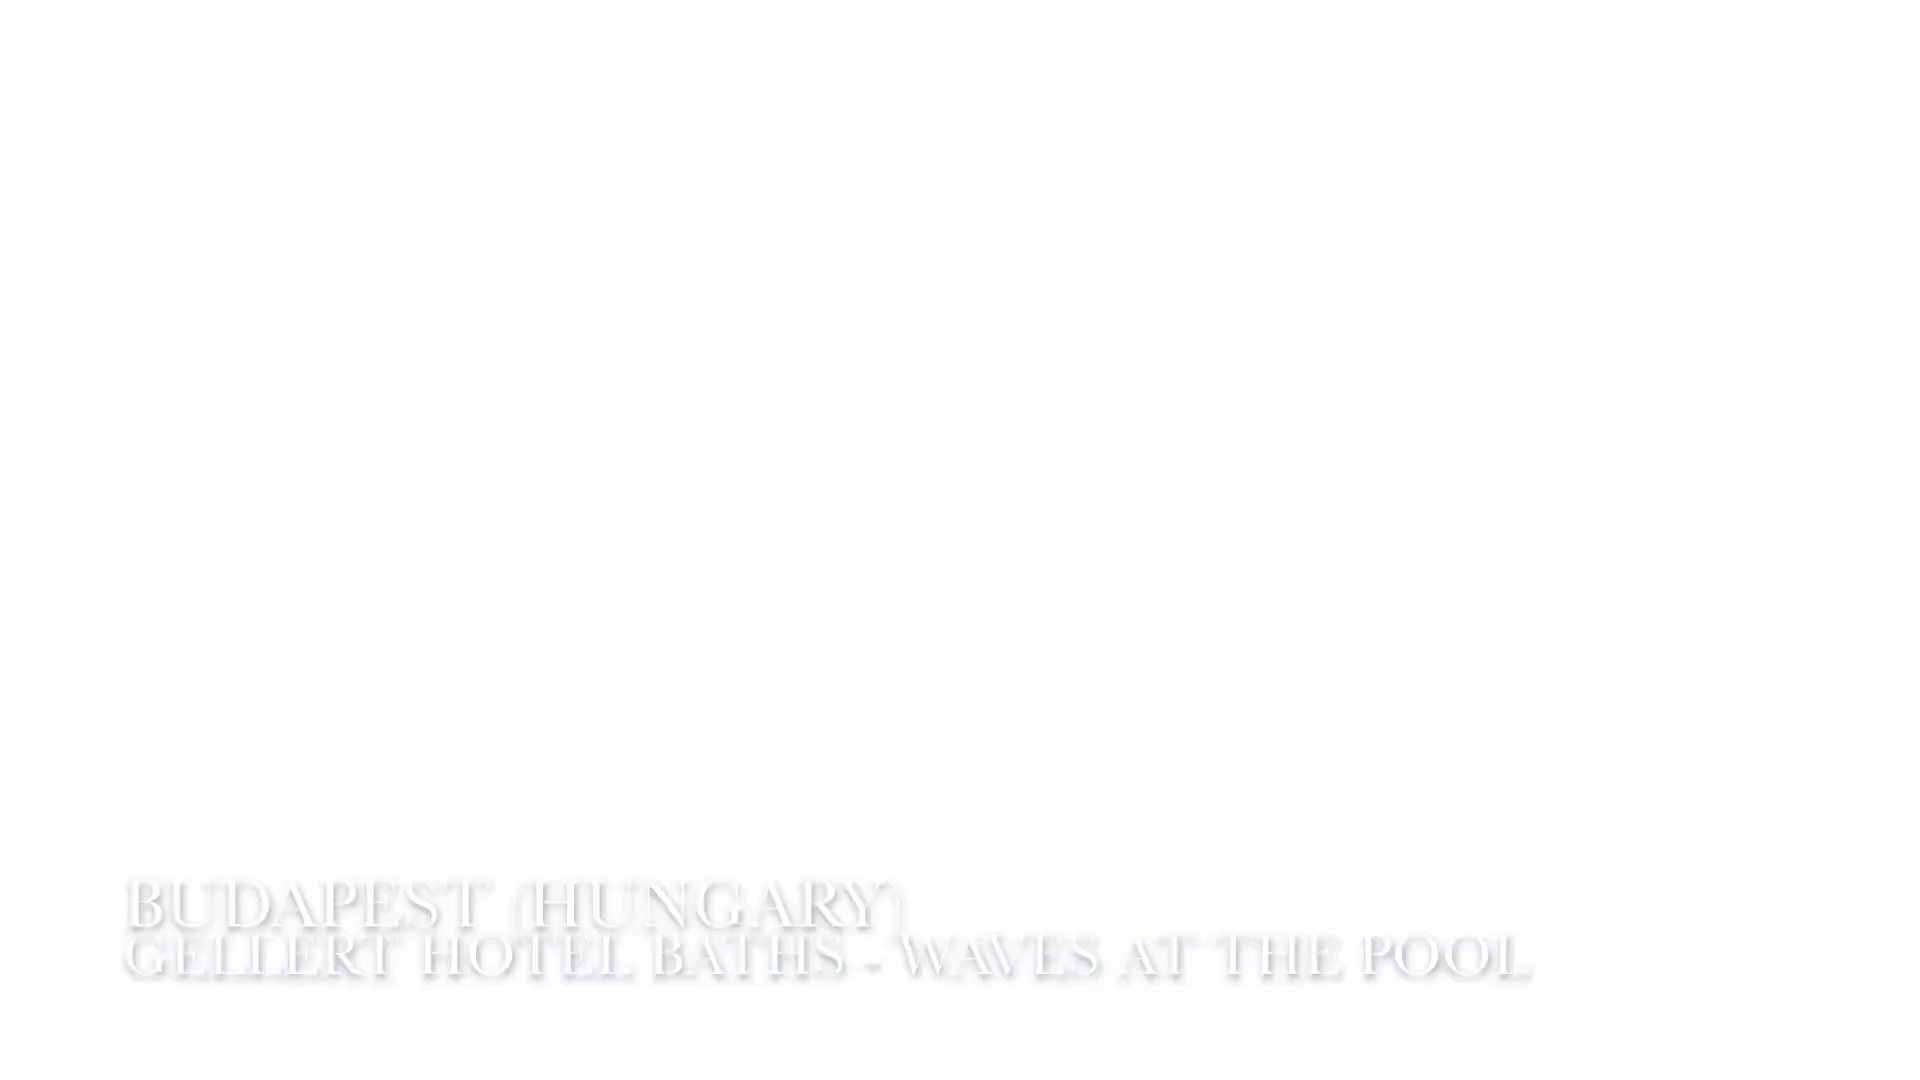 BUDAPEST (HUNGARY)
GELLERT HOTEL BATHS - WAVES AT THE POOL